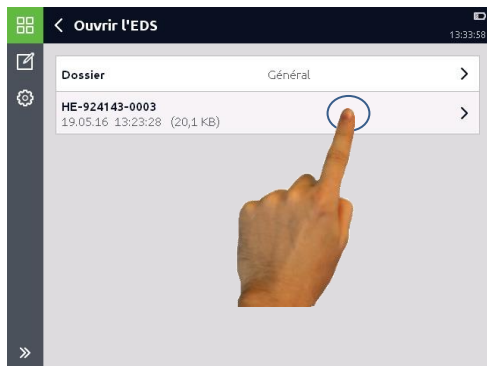 Ouvrir l'EDS
13:33:58
Dossier Général
HE-924143-0003
19.05.16 13:23:28 (20,1 KB)